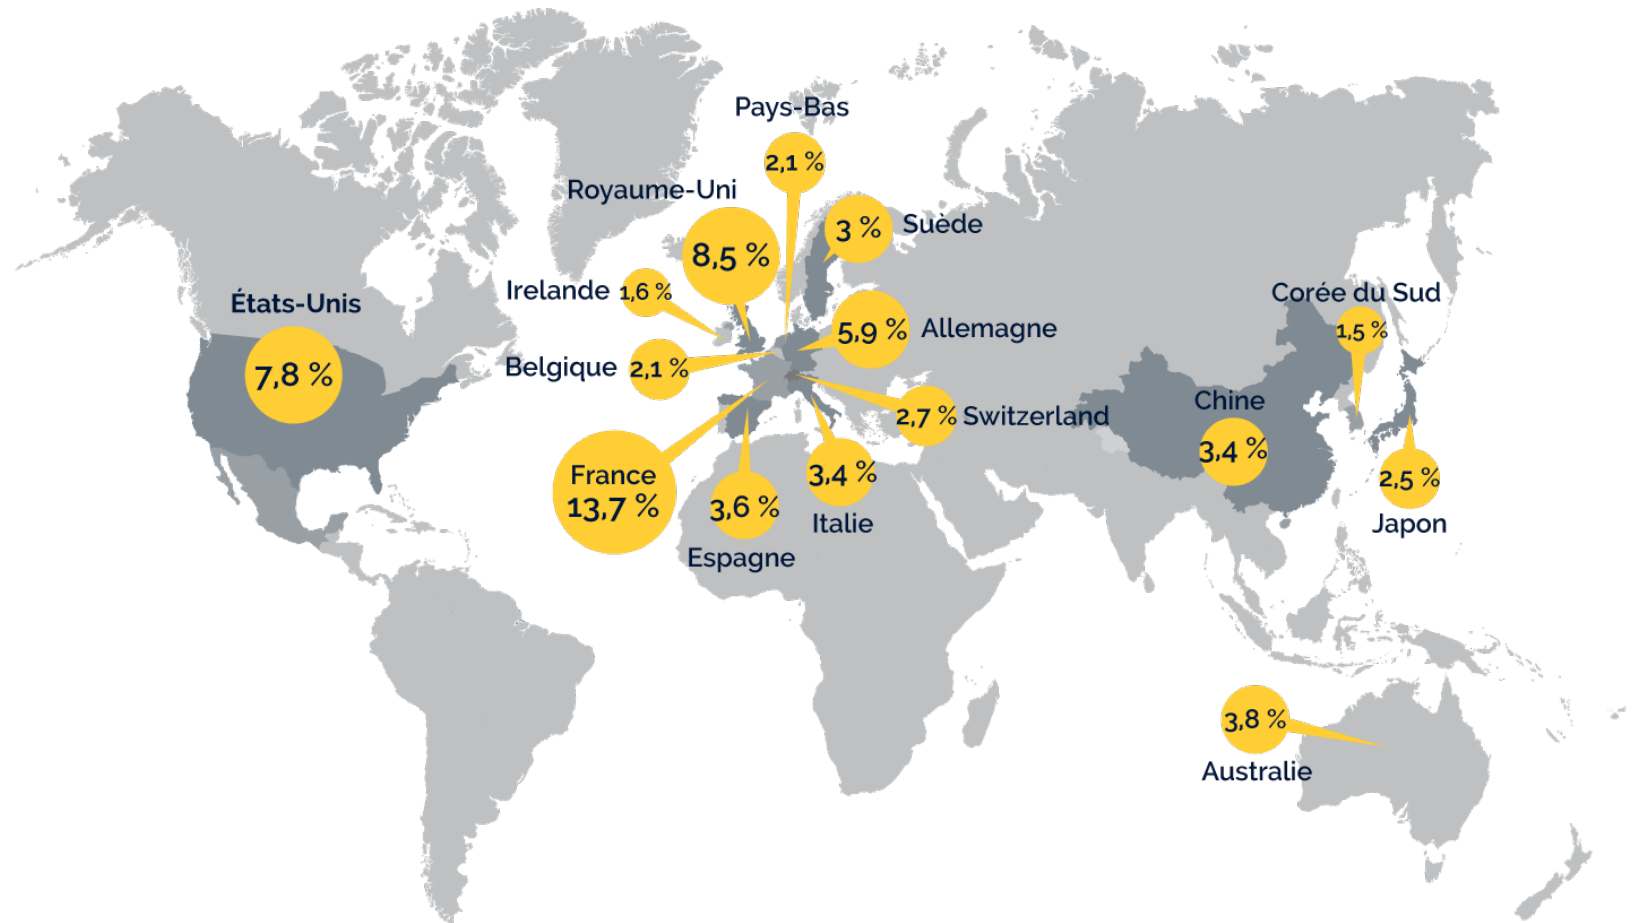 Pays-Bas
2,1 %
Royaume-Uni
8,5 %
3 % Suède
Irelande 1,6 %
États-Unis
7,8 %
5,9 % Allemagne
Belgique 2,1 %
2,7 % Switzerland
France
13,7 %
3,6 %
Espagne
3,4 %
Italie
Corée du Sud
1,5 %
Chine
3,4 %
2,5 %
Japon
3,8 %
Australie